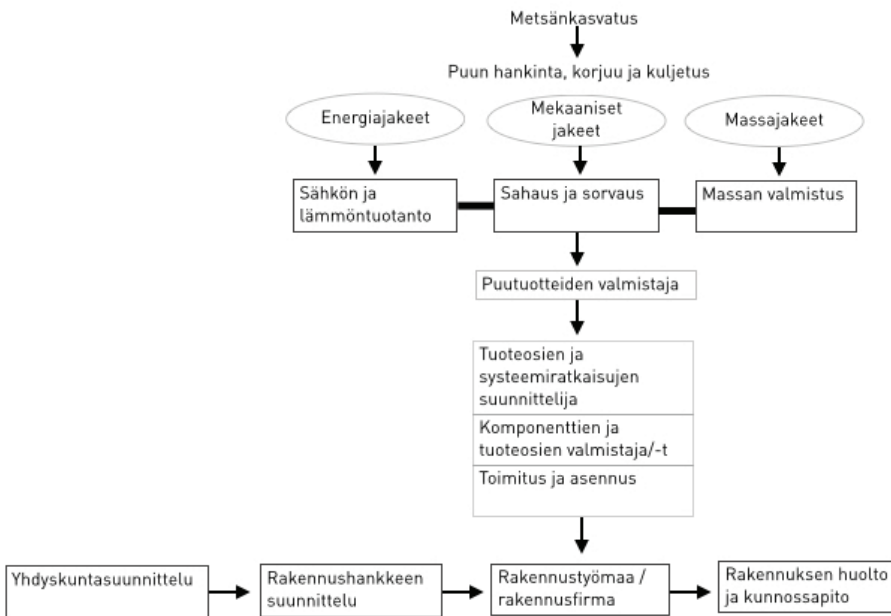 Metsänkasvatus
Puun hankinta, korjuu ja kuljetus
Energiajakeet
Mekaaniset
jakeet
Massajakeet
Sähkön ja
lämmöntuotanto
Sahaus ja sorvaus
Massan valmistus
Puutuotteiden valmistaja
Tuoteosien ja
systeemiratkaisujen
suunnittelija
Komponenttien ja
tuoteosien valmistaja/-t
Toimitus ja asennus
Yhdyskuntasuunnittelu
Rakennushankkeen
suunnittelu
Rakennustyömaa /
rakennusfirma
Rakennuksen huolto
ja kunnossapito